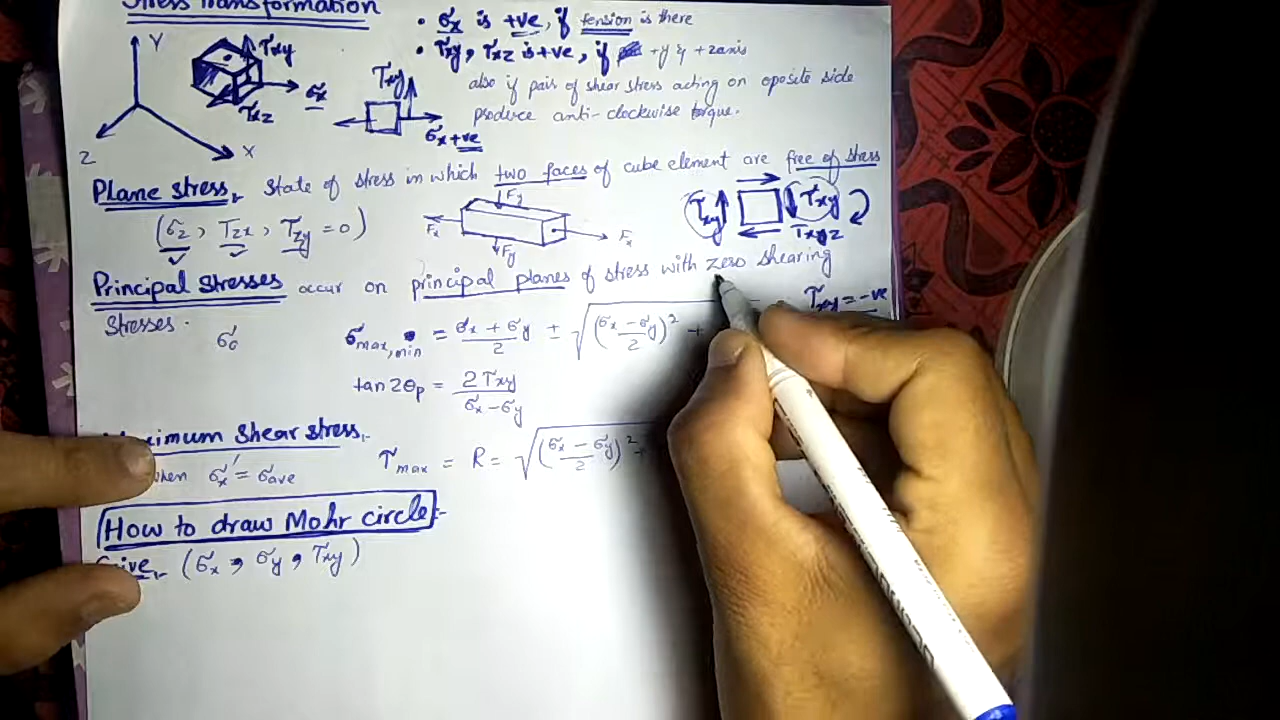 Stress Transformation
• σx is +ve, if tension is there
• τxy, τxz is +ve, if +y & +z axis
also if pair of shear stress acting on oposite side
produce anti-clockwise torque.
Y
Z
X
τxy
σx
τxz
τxy
σx +ve
Plane stress, State of stress in which two faces of cube element are free of stress
(σz, τzx, τzy = 0)
Fy
Fx
Fx
Fy
τxy
τxy
Principal Stresses occur on principal planes of stress with zero shearing
Stresses.
σ
τxy = -ve
σmax,min = σx + σy / 2 ± √(σx - σy / 2)² +
tan 2θp = 2τxy / σx - σy
Maximum Shear stress,-
when σx' = σave
τmax = R = √(σx - σy / 2)² +
How to draw Mohr circle:-
(σx, σy, τxy)